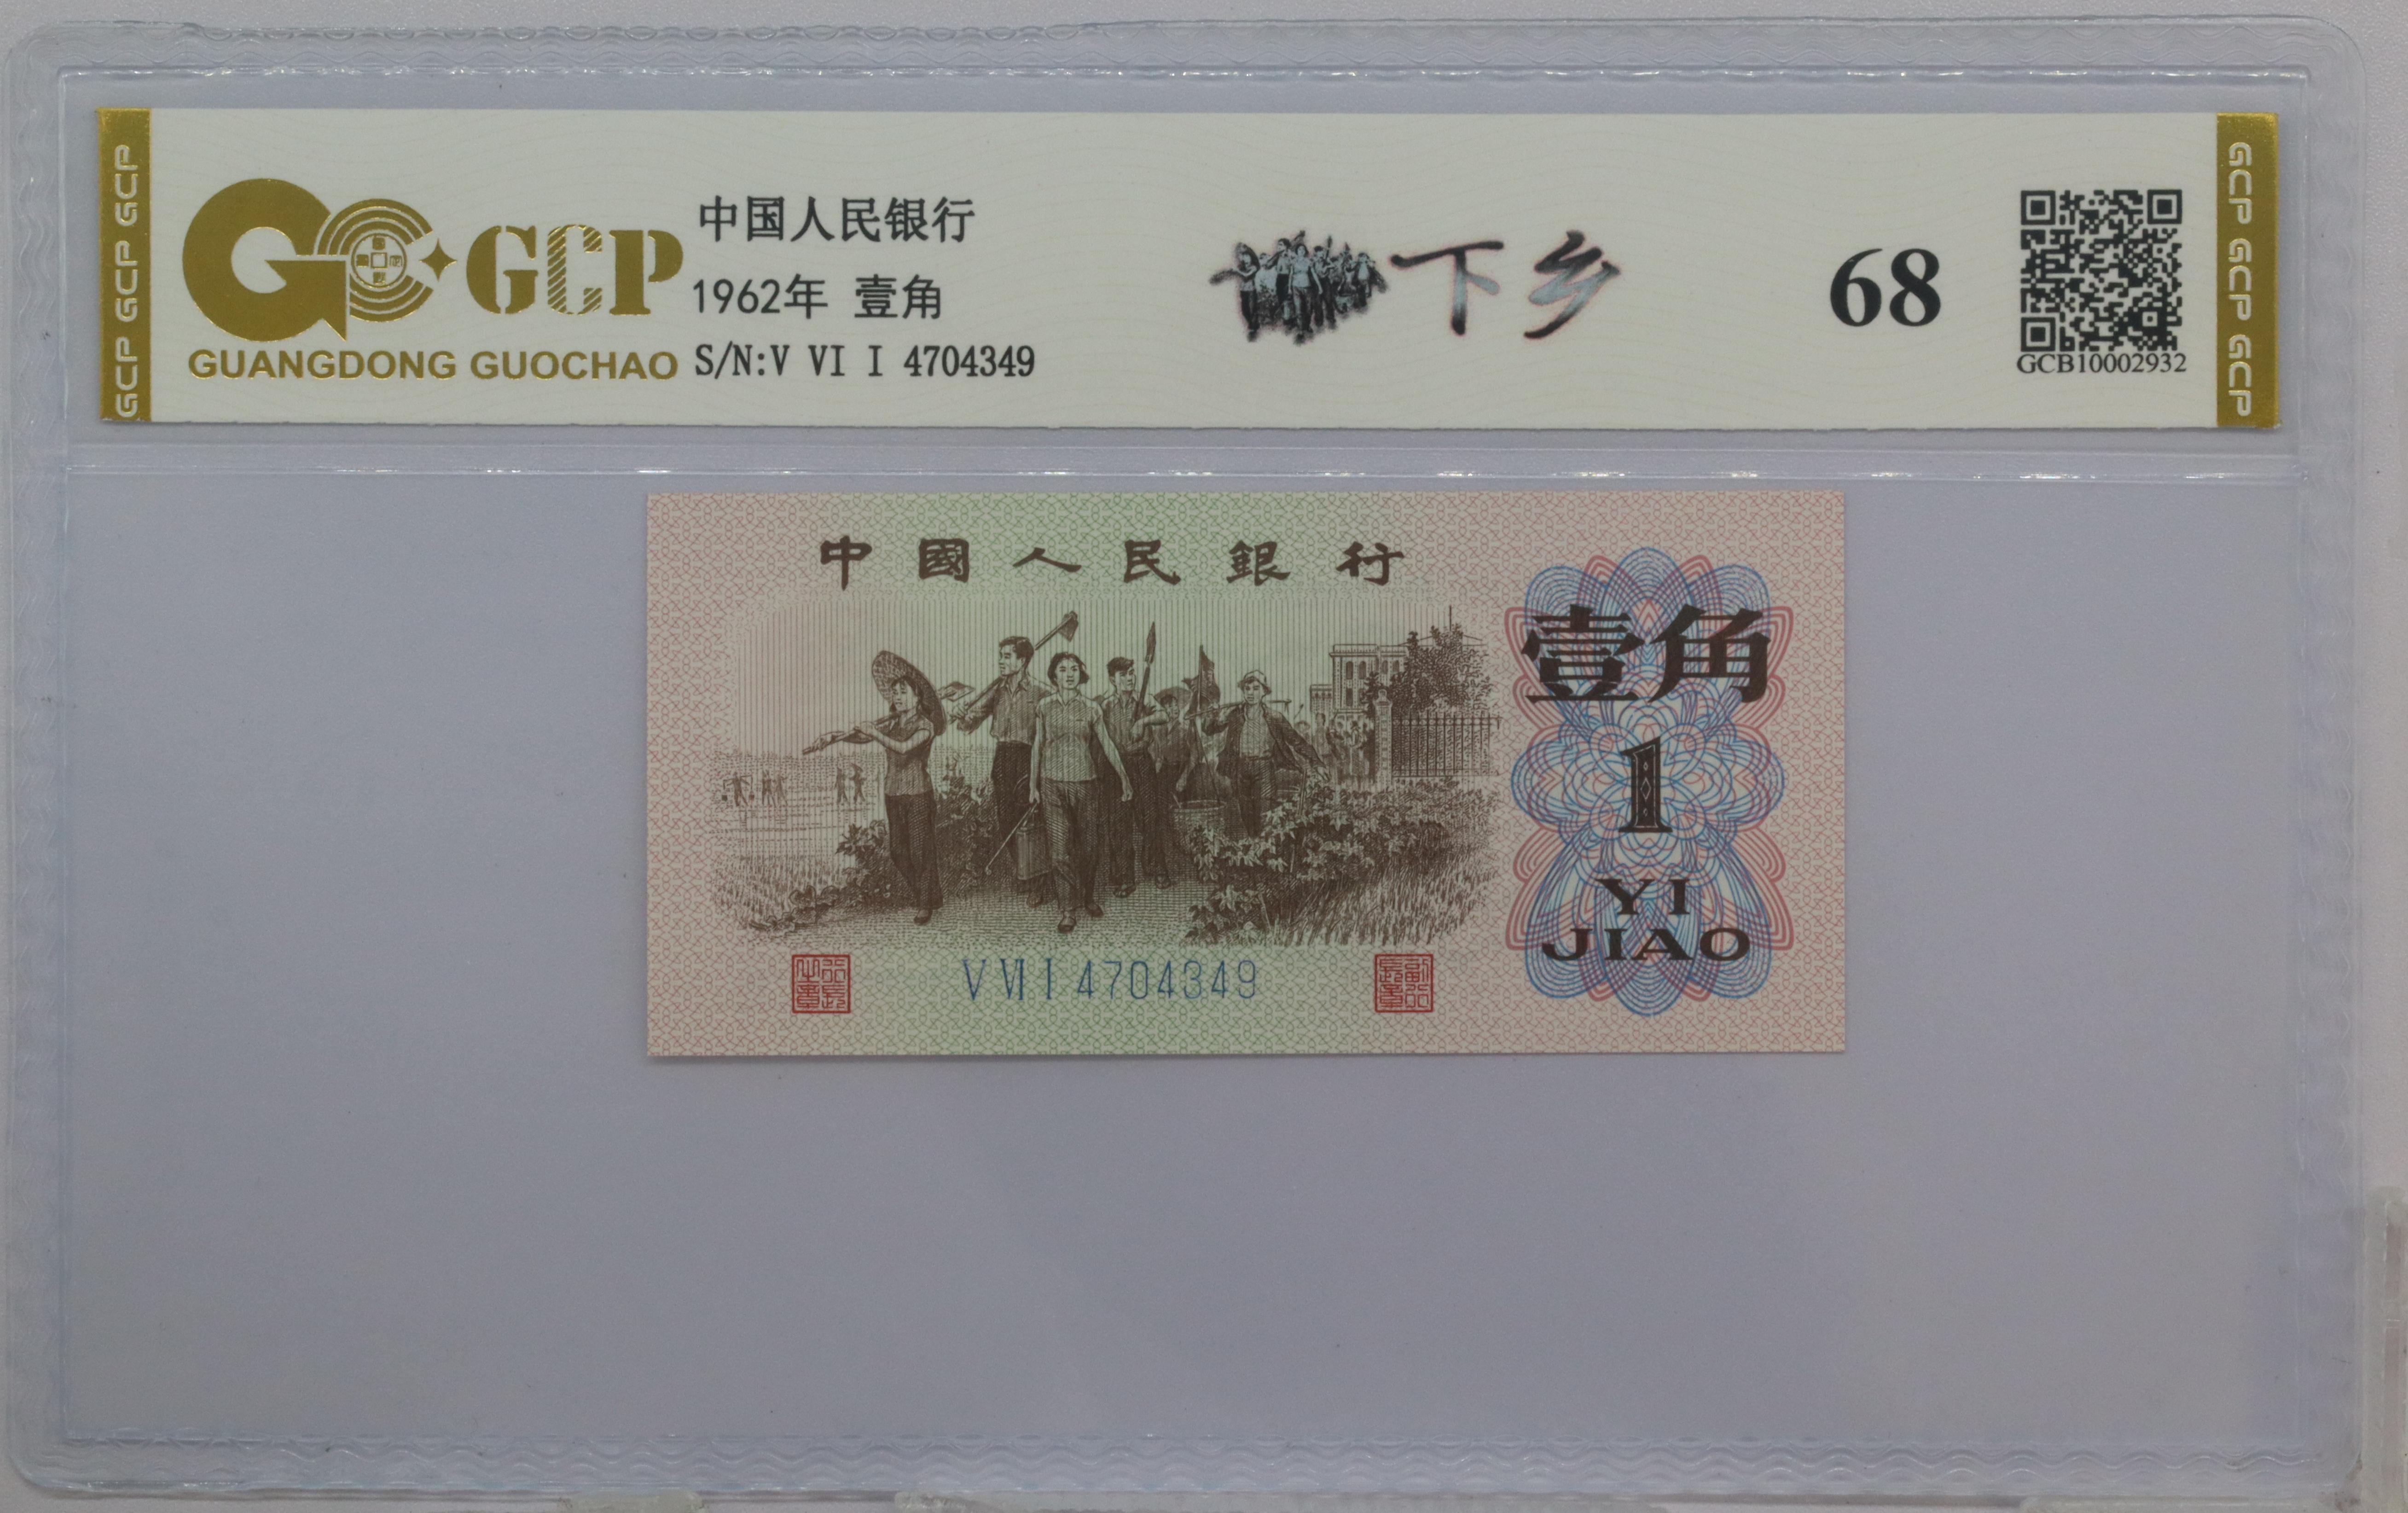 GCP GCP GCP
GCP
GUANGDONG GUOCHAO
中国人民银行
1962年 壹角
S/N:V VI I 4704349
下乡
68
GCB10002932
GCP GCP GCP
中國人民銀行
壹角
1
YI
JIAO
V VI I 4704349